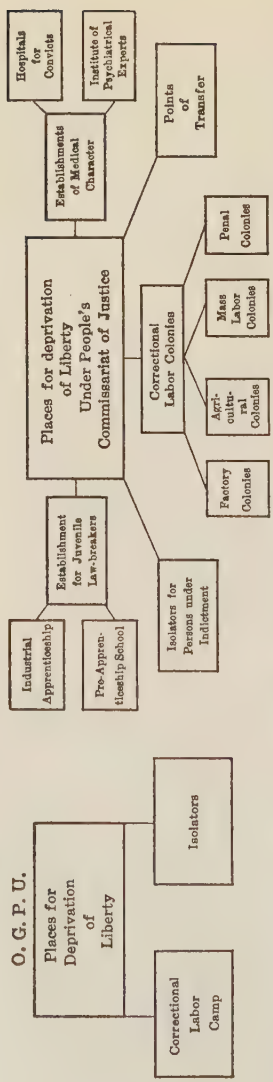 O. G. P. U.
Places for
Deprivation
of
Liberty
Correctional
Labor
Camp
Isolators
Places for deprivation
of Liberty
Under People's
Commissariat of Justice
Establishment
for Juvenile
Law-breakers
Industrial
Apprenticeship
Pre-Appren-
ticeship School
Establishments
of Medical
Character
Hospitals
for
Convicts
Institute of
Psychiatrical
Experts
Isolators for
Persons under
Indictment
Correctional
Labor Colonies
Points
of
Transfer
Factory
Colonies
Agri-
cultu-
ral
Colonies
Mass
Labor
Colonies
Penal
Colonies